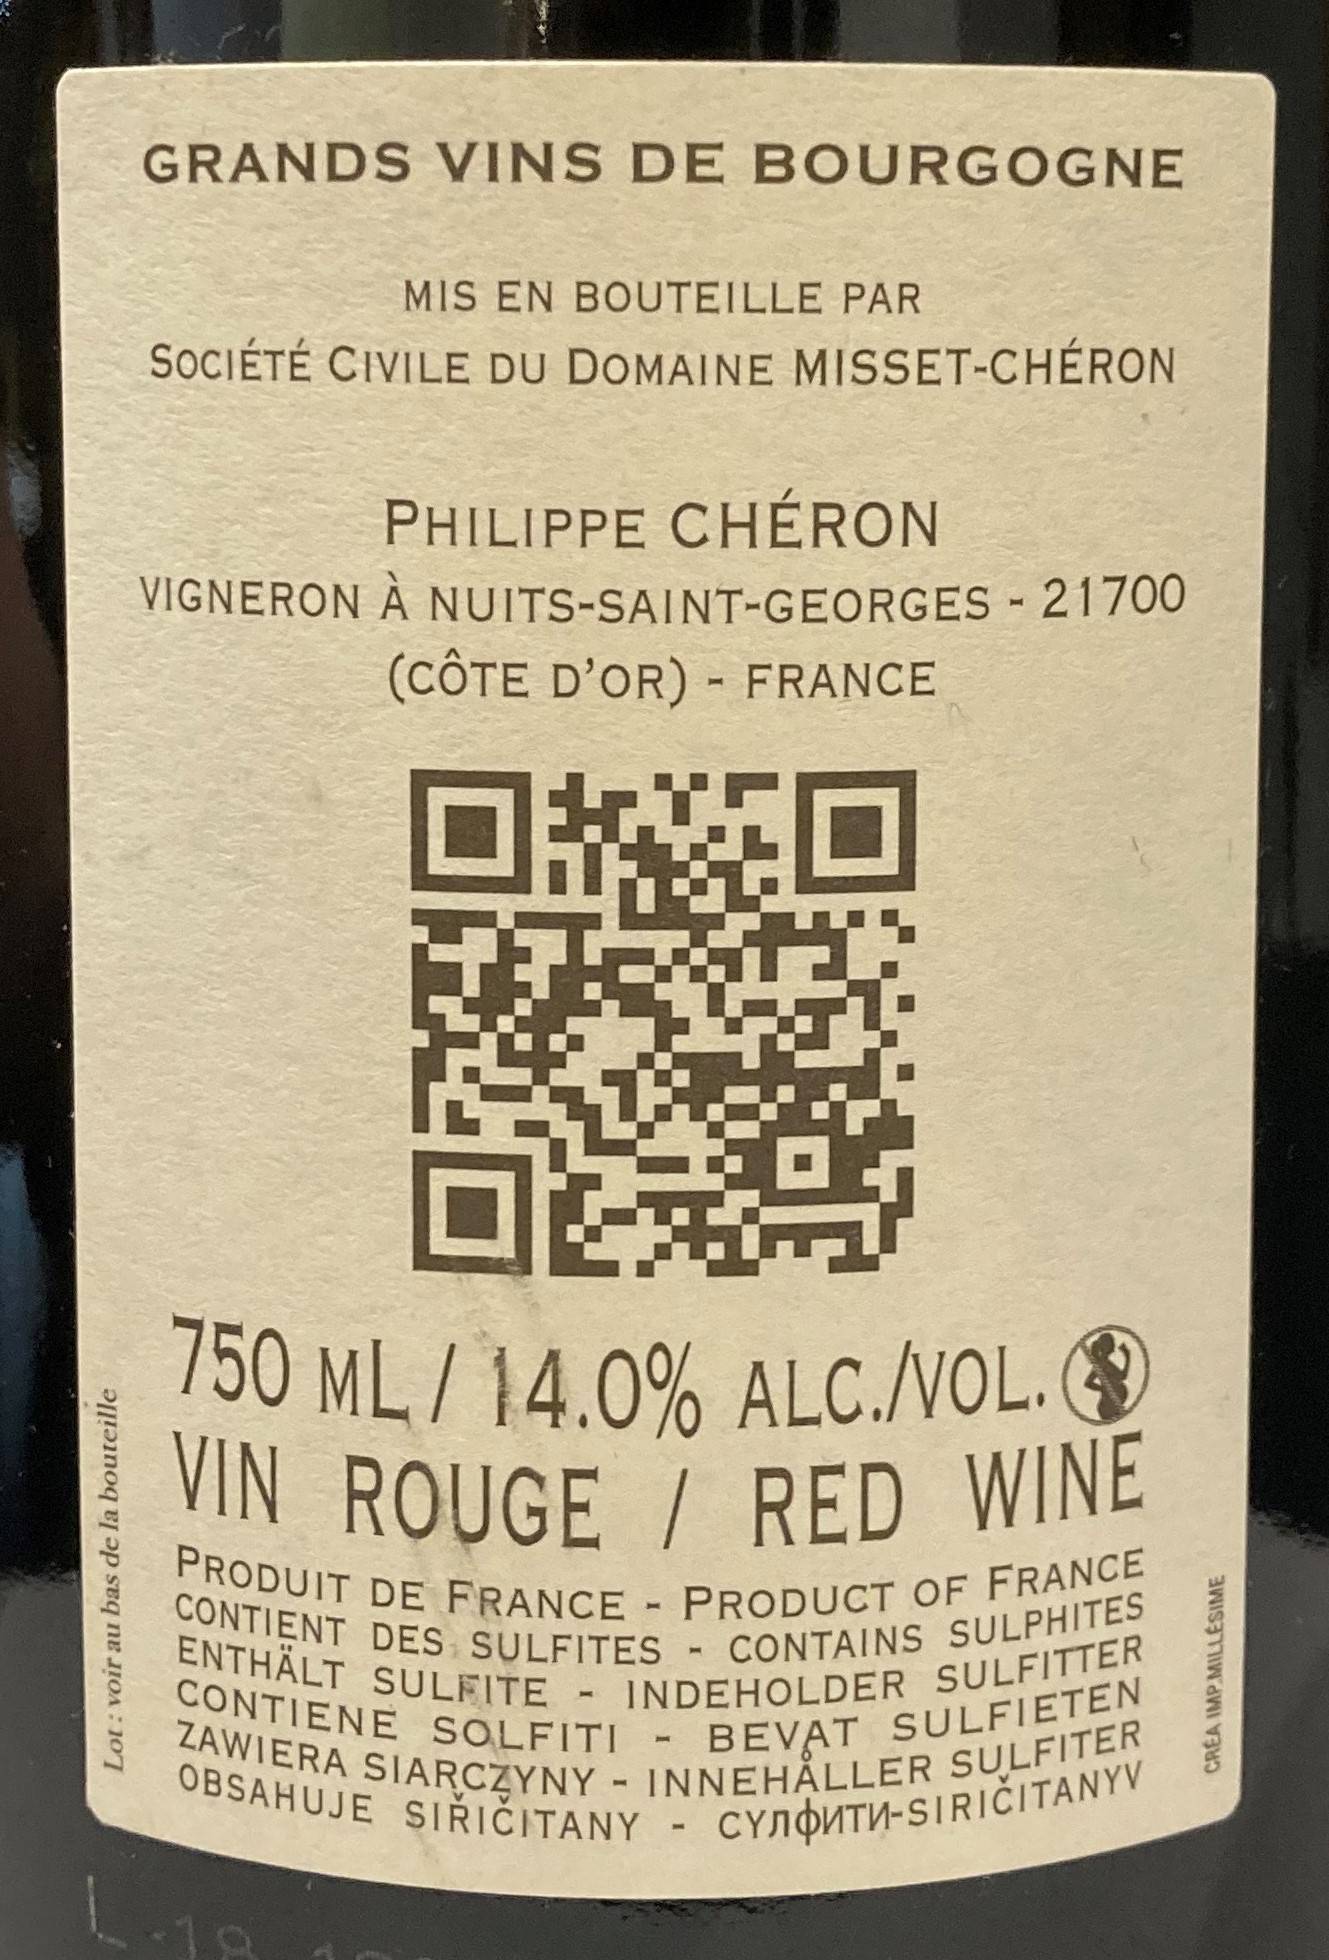 GRANDS VINS DE BOURGOGNE
MIS EN BOUTEILLE PAR
SOCIÉTÉ CIVILE DU DOMAINE MISSET-CHÉRON
PHILIPPE CHÉRON
VIGNERON À NUITS-SAINT-GEORGES - 21700
(CÔTE D'OR) - FRANCE
750 ML / 14.0% ALC./VOL.
VIN ROUGE / RED WINE
PRODUIT DE FRANCE - PRODUCT OF FRANCE
CONTIENT DES SULFITES - CONTAINS SULPHITES
ENTHÄLT SULFITE - INDEHOLDER SULFITTER
CONTIENE SOLFITI - BEVAT SULFIETEN
ZAWIERA SIARCZYNY - INNEHÅLLER SULFITER
OBSAHUJE SIŘIČITANY - СУЛФИТИ-SIRIČITANYV
Lot : voir au bas de la bouteille
CRÉA IMP.MILLÉSIME